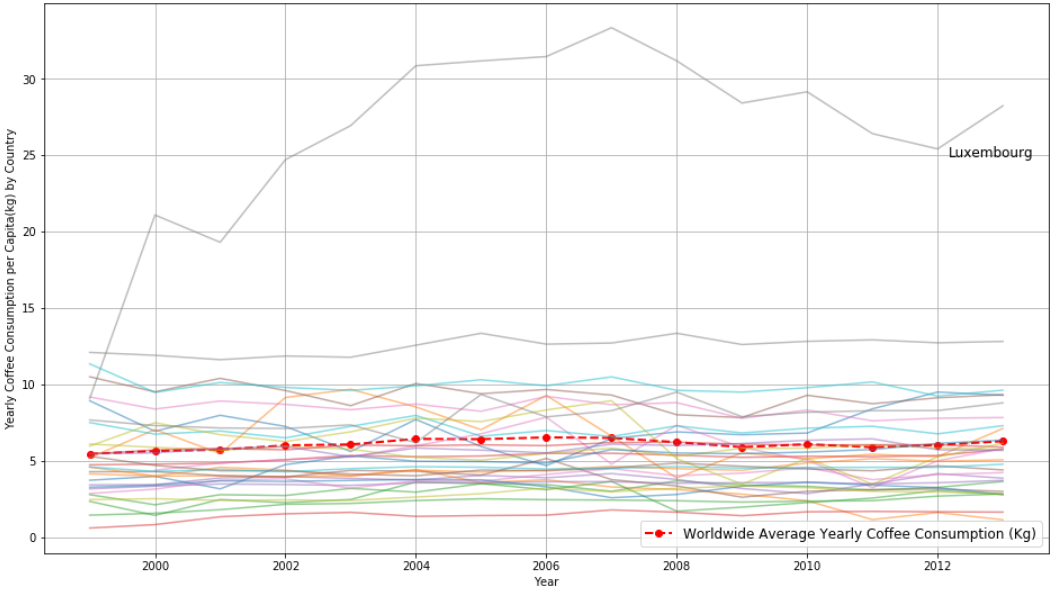 Yearly Coffee Consumption per Capita(kg) by Country
30
25
20
15
10
5
0
Luxembourg
Worldwide Average Yearly Coffee Consumption (Kg)
2000 2002 2004 2006 2008 2010 2012
Year